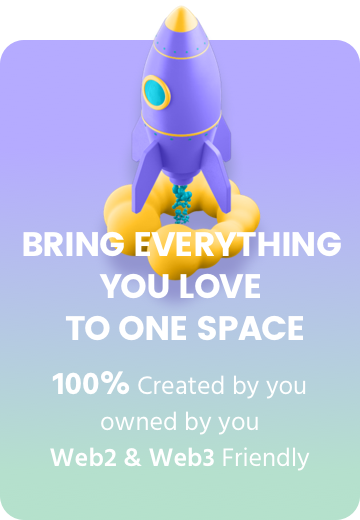 BRING EVERYTHING
YOU LOVE
TO ONE SPACE
100% Created by you
owned by you
Web2 & Web3 Friendly